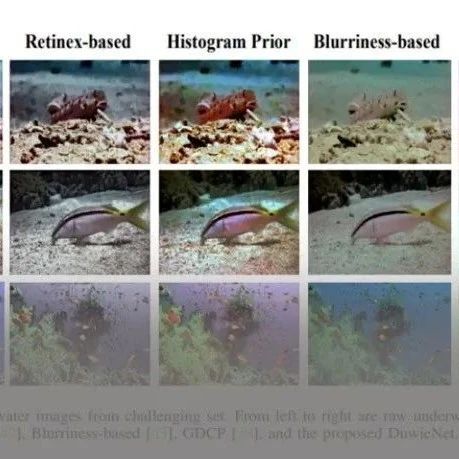 Retinex-based Histogram Prior Blurriness-based
water images from challenging set. From left to right are raw underw
], Blurriness-based [ ], GDCP [ ], and the proposed DuwieNet.